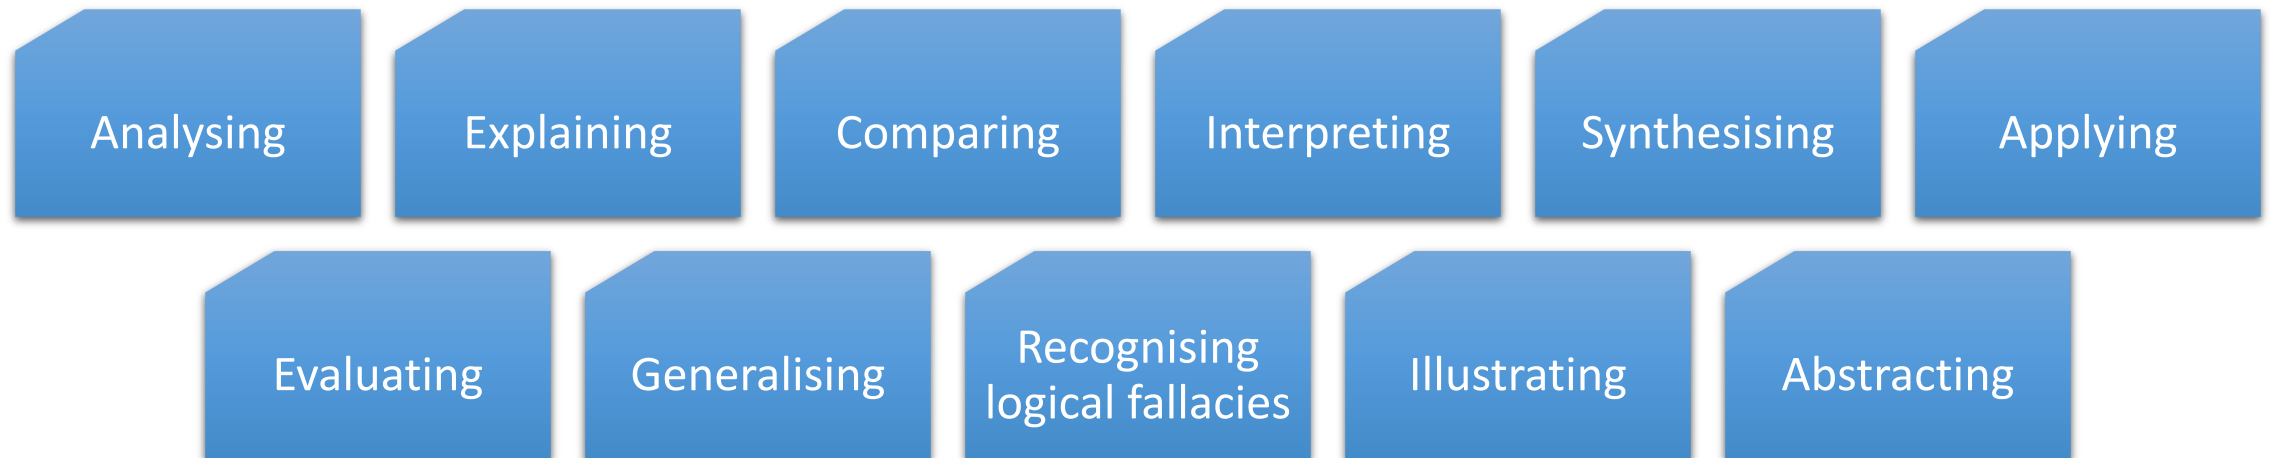 Analysing
Explaining
Comparing
Interpreting
Synthesising
Applying
Evaluating
Generalising
Recognising
logical fallacies
Illustrating
Abstracting